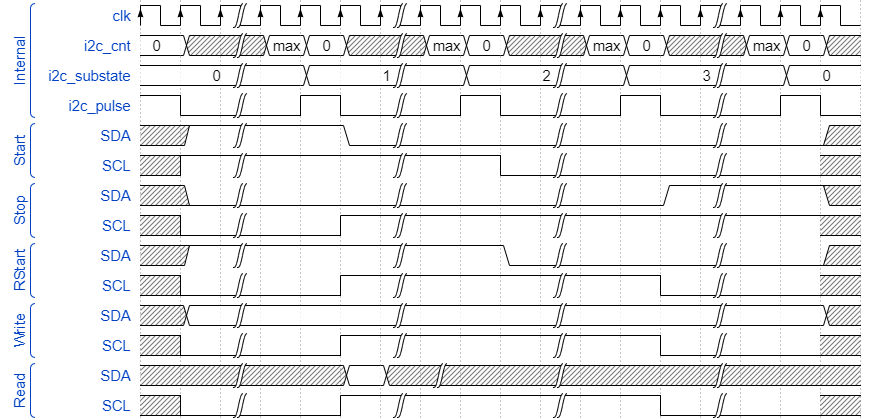 Internal
clk
i2c_cnt 0 max 0 max 0 max 0 max 0
i2c_substate 0 1 2 3 0
i2c_pulse
Start
SDA
SCL
Stop
SDA
SCL
RStart
SDA
SCL
Write
SDA
SCL
Read
SDA
SCL